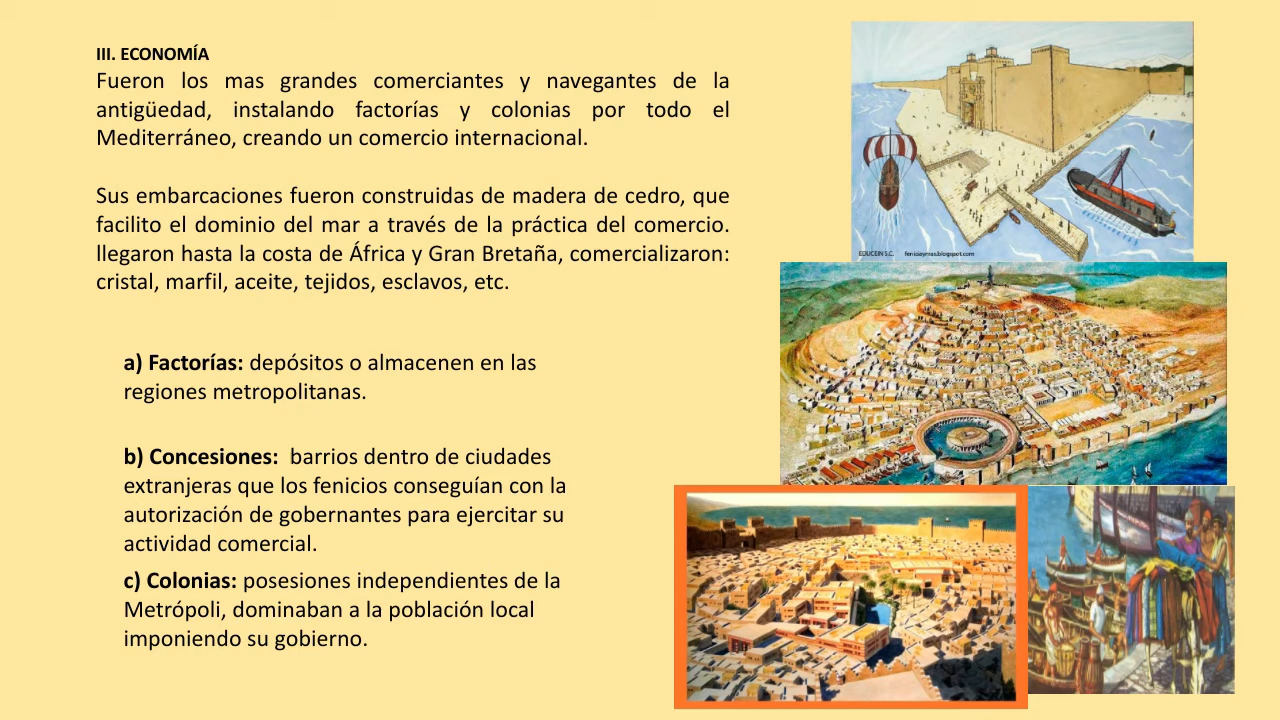 III. ECONOMÍA
Fueron los mas grandes comerciantes y navegantes de la
antigüedad, instalando factorías y colonias por todo el
Mediterráneo, creando un comercio internacional.
Sus embarcaciones fueron construidas de madera de cedro, que
facilito el dominio del mar a través de la práctica del comercio.
llegaron hasta la costa de África y Gran Bretaña, comercializaron:
cristal, marfil, aceite, tejidos, esclavos, etc.
a) Factorías: depósitos o almacenen en las
regiones metropolitanas.
b) Concesiones: barrios dentro de ciudades
extranjeras que los fenicios conseguían con la
autorización de gobernantes para ejercitar su
actividad comercial.
c) Colonias: posesiones independientes de la
Metrópoli, dominaban a la población local
imponiendo su gobierno.
EDUCEIN S.C. feniceymas.blogspot.com